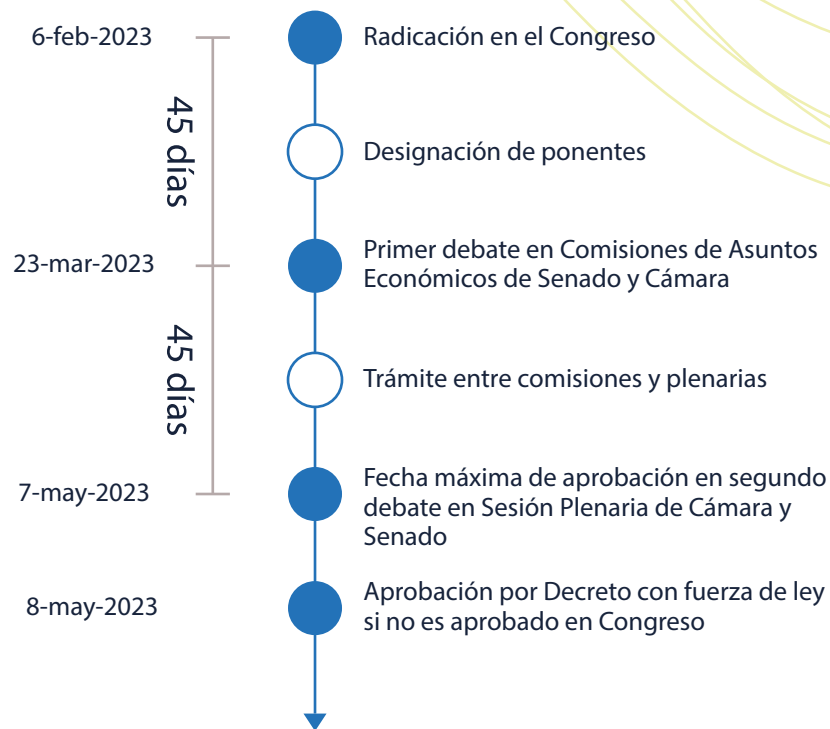 6-feb-2023
Radicación en el Congreso
45 días
Designación de ponentes
23-mar-2023
Primer debate en Comisiones de Asuntos
Económicos de Senado y Cámara
45 días
Trámite entre comisiones y plenarias
7-may-2023
Fecha máxima de aprobación en segundo
debate en Sesión Plenaria de Cámara y
Senado
8-may-2023
Aprobación por Decreto con fuerza de ley
si no es aprobado en Congreso